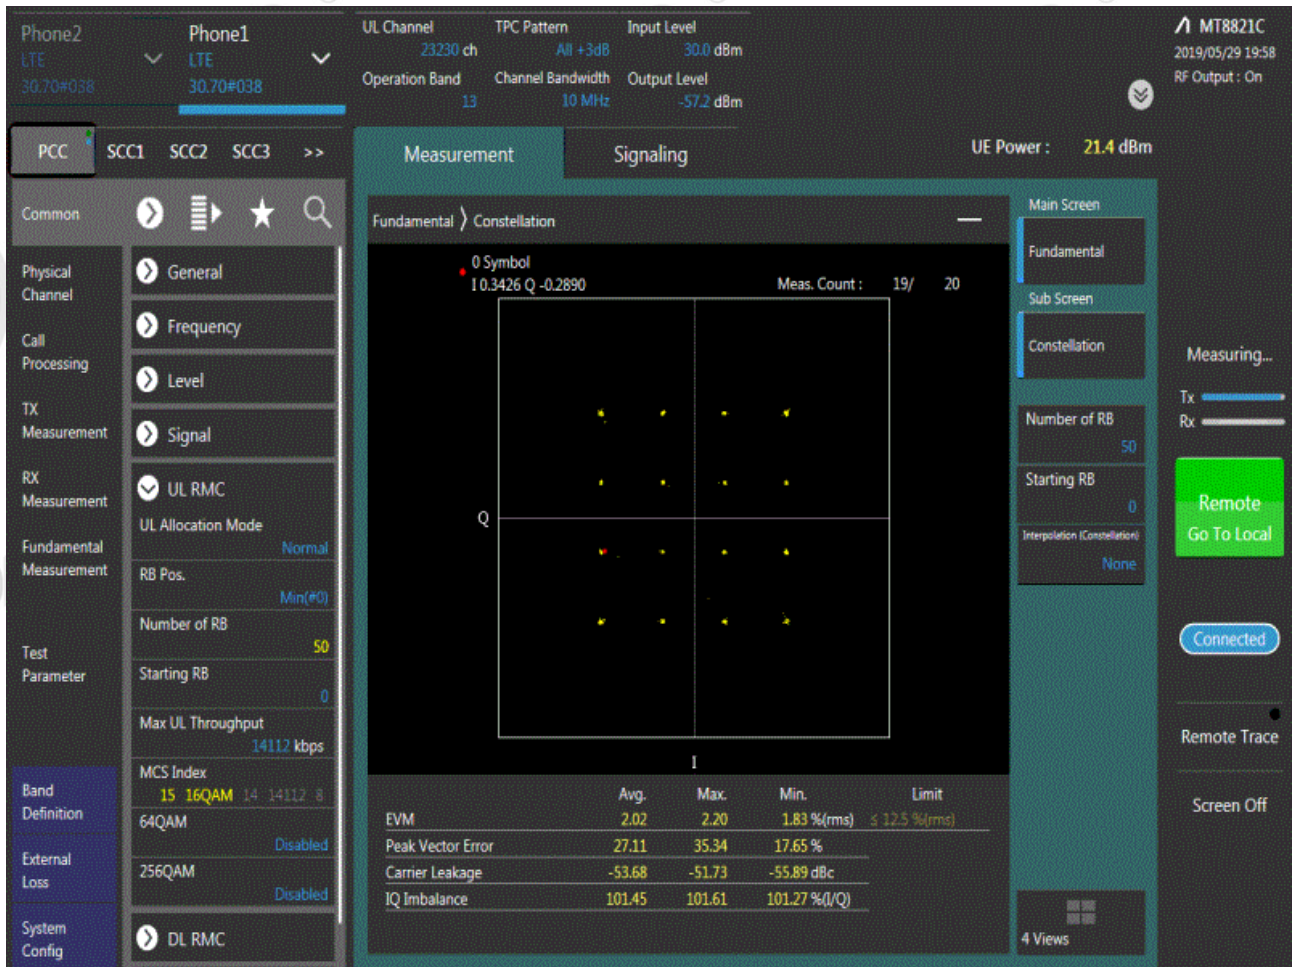 Phone2
LTE
30.70#038
Phone1
LTE
30.70#038
UL Channel
23230 ch
TPC Pattern
All +3dB
Input Level
30.0 dBm
Operation Band
13
Channel Bandwidth
10 MHz
Output Level
-57.2 dBm
MT8821C
2019/05/29 19:58
RF Output : On
PCC SCC1 SCC2 SCC3 >>
Measurement
Signaling
UE Power : 21.4 dBm
Common
Physical
Channel
Call
Processing
TX
Measurement
RX
Measurement
Fundamental
Measurement
Test
Parameter
Band
Definition
External
Loss
System
Config
General
Frequency
Level
Signal
UL RMC
UL Allocation Mode
Normal
RB Pos.
Min(#0)
Number of RB
50
Starting RB
0
Max UL Throughput
14112 kbps
MCS Index
15 16QAM 14 14112 8
64QAM
Disabled
256QAM
Disabled
DL RMC
Fundamental 〉 Constellation
0 Symbol
I 0.3426 Q -0.2890
Meas. Count : 19/ 20
Q
I
Avg. Max. Min. Limit
EVM 2.02 2.20 1.83 %(rms) ≤ 12.5 %(rms)
Peak Vector Error 27.11 35.34 17.65 %
Carrier Leakage -53.68 -51.73 -55.89 dBc
IQ Imbalance 101.45 101.61 101.27 %(I/Q)
Main Screen
Fundamental
Sub Screen
Constellation
Number of RB
50
Starting RB
0
Interpolation (Constellation)
None
4 Views
Measuring...
Tx
Rx
Remote
Go To Local
Connected
Remote Trace
Screen Off